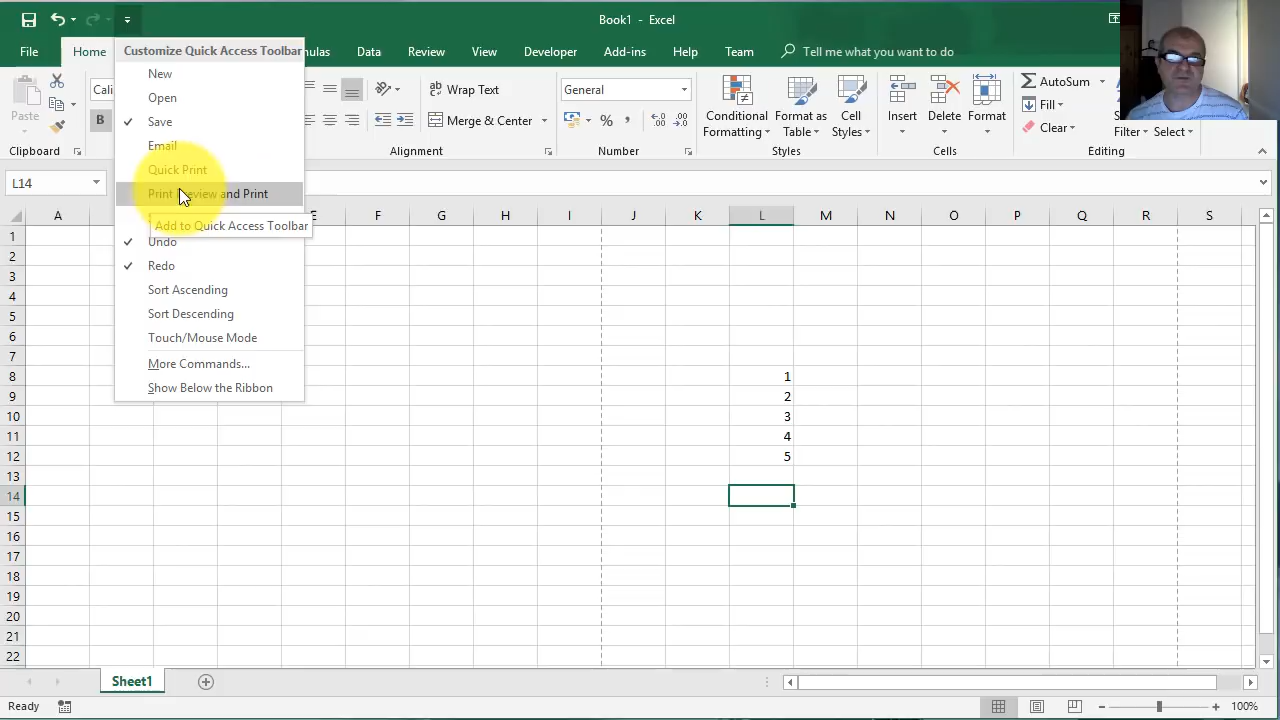 Book1 - Excel
File
Home
ulas
Data
Review
View
Developer
Add-ins
Help
Team
Tell me what you want to do
Customize Quick Access Toolbar
New
Open
Save
Email
Quick Print
Print Preview and Print
Add to Quick Access Toolbar
Undo
Redo
Sort Ascending
Sort Descending
Touch/Mouse Mode
More Commands...
Show Below the Ribbon
Paste
Clipboard
Cali
B
Wrap Text
Merge & Center
Alignment
General
%
,
Number
Conditional
Formatting
Format as
Table
Cell
Styles
Styles
Insert
Delete
Format
Cells
AutoSum
Fill
Clear
Filter
Select
Editing
L14
A E F G H I J K L M N O P Q R S
1
2
3
4
5
6
7
8 1
9 2
10 3
11 4
12 5
13
14
15
16
17
18
19
20
21
22
Sheet1
Ready
100%